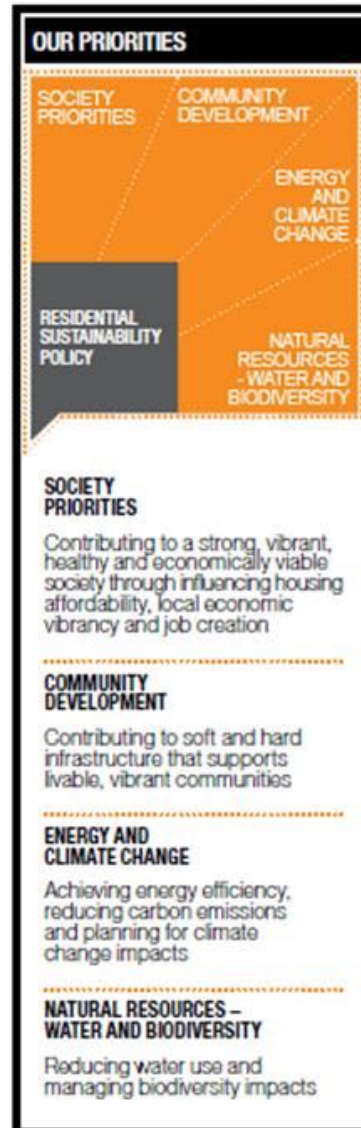 OUR PRIORITIES
SOCIETY
PRIORITIES
COMMUNITY
DEVELOPMENT
ENERGY
AND
CLIMATE
CHANGE
RESIDENTIAL
SUSTAINABILITY
POLICY
NATURAL
RESOURCES
- WATER AND
BIODIVERSITY
SOCIETY
PRIORITIES
Contributing to a strong, vibrant,
healthy and economically viable
society through influencing housing
affordability, local economic
vibrancy and job creation
COMMUNITY
DEVELOPMENT
Contributing to soft and hard
infrastructure that supports
livable, vibrant communities
ENERGY AND
CLIMATE CHANGE
Achieving energy efficiency,
reducing carbon emissions
and planning for climate
change impacts
NATURAL RESOURCES –
WATER AND BIODIVERSITY
Reducing water use and
managing biodiversity impacts